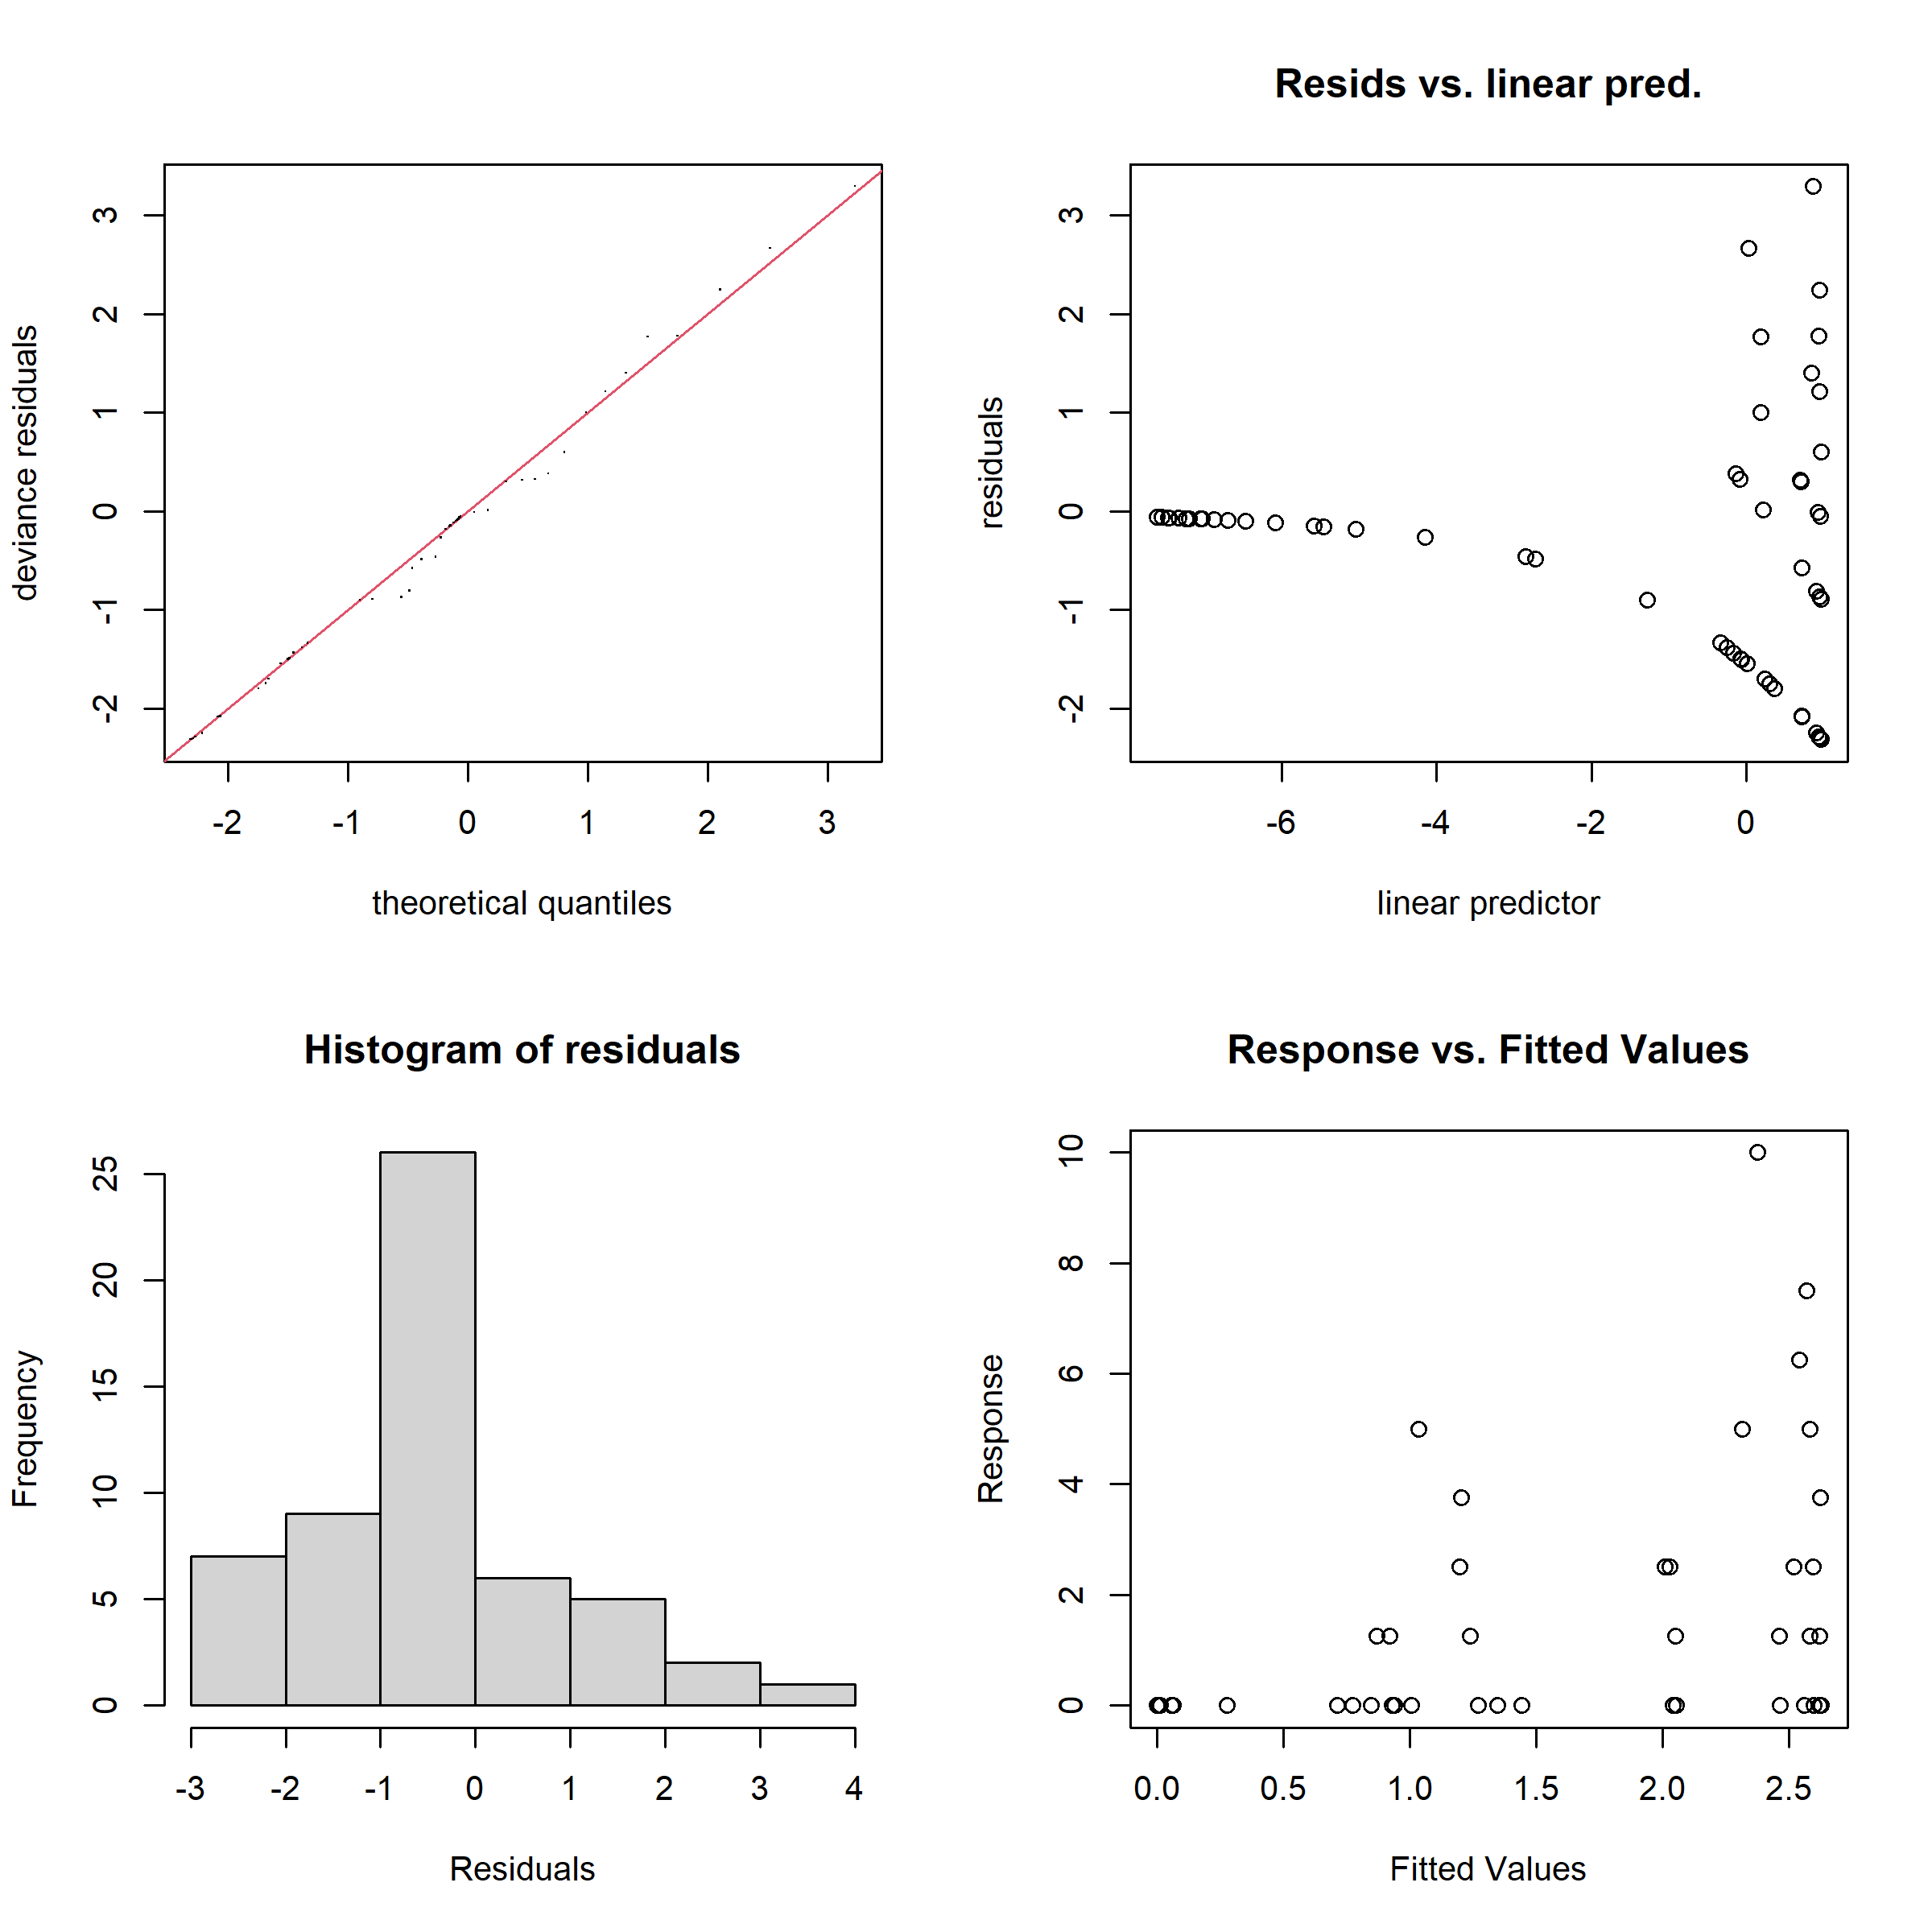 deviance residuals
3
2
1
0
-1
-2
-2 -1 0 1 2 3
theoretical quantiles
Resids vs. linear pred.
residuals
3
2
1
0
-1
-2
-6 -4 -2 0
linear predictor
Histogram of residuals
Frequency
25
20
15
10
5
0
-3 -2 -1 0 1 2 3 4
Residuals
Response vs. Fitted Values
Response
10
8
6
4
2
0
0.0 0.5 1.0 1.5 2.0 2.5
Fitted Values